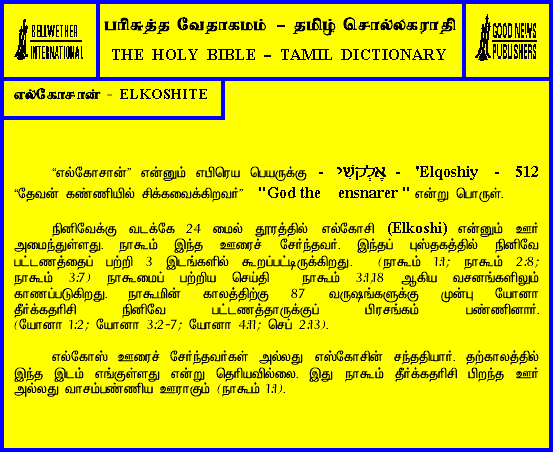 BELLWETHER
INTERNATIONAL
பரிசுத்த வேதாகமம் – தமிழ் சொல்லகராதி
THE HOLY BIBLE – TAMIL DICTIONARY
GOOD NEWS
PUBLISHERS
எல்கோசான் - ELKOSHITE
“எல்கோசான்” என்னும் எபிரெய பெயருக்கு - אֶלְקֹשִׁי - 'Elqoshiy - 512
“தேவன் கண்ணியில் சிக்கவைக்கிறவர்” "God the ensnarer " என்று பொருள்.
நினிவேக்கு வடக்கே 24 மைல் தூரத்தில் எல்கோசி (Elkoshi) என்னும் ஊர்
அமைந்துள்ளது. நாகூம் இந்த ஊரைச் சேர்ந்தவர். இந்தப் புஸ்தகத்தில் நினிவே
பட்டணத்தைப் பற்றி 3 இடங்களில் கூறப்பட்டிருக்கிறது. (நாகூம் 1:1; நாகூம் 2:8;
நாகூம் 3:7) நாகூமைப் பற்றிய செய்தி நாகூம் 3:1,18 ஆகிய வசனங்களிலும்
காணப்படுகிறது. நாகூமின் காலத்திற்கு 87 வருஷங்களுக்கு முன்பு யோனா
தீர்க்கதரிசி நினிவே பட்டணத்தாருக்குப் பிரசங்கம் பண்ணினார்.
(யோனா 1:2; யோனா 3:2-7; யோனா 4:11; செப் 2:13).
எல்கோஸ் ஊரைச் சேர்ந்தவர்கள் அல்லது எஸ்கோசின் சந்ததியார். தற்காலத்தில்
இந்த இடம் எங்குள்ளது என்று தெரியவில்லை. இது நாகூம் தீர்க்கதரிசி பிறந்த ஊர்
அல்லது வாசம்பண்ணிய ஊராகும் (நாகூம் 1:1).